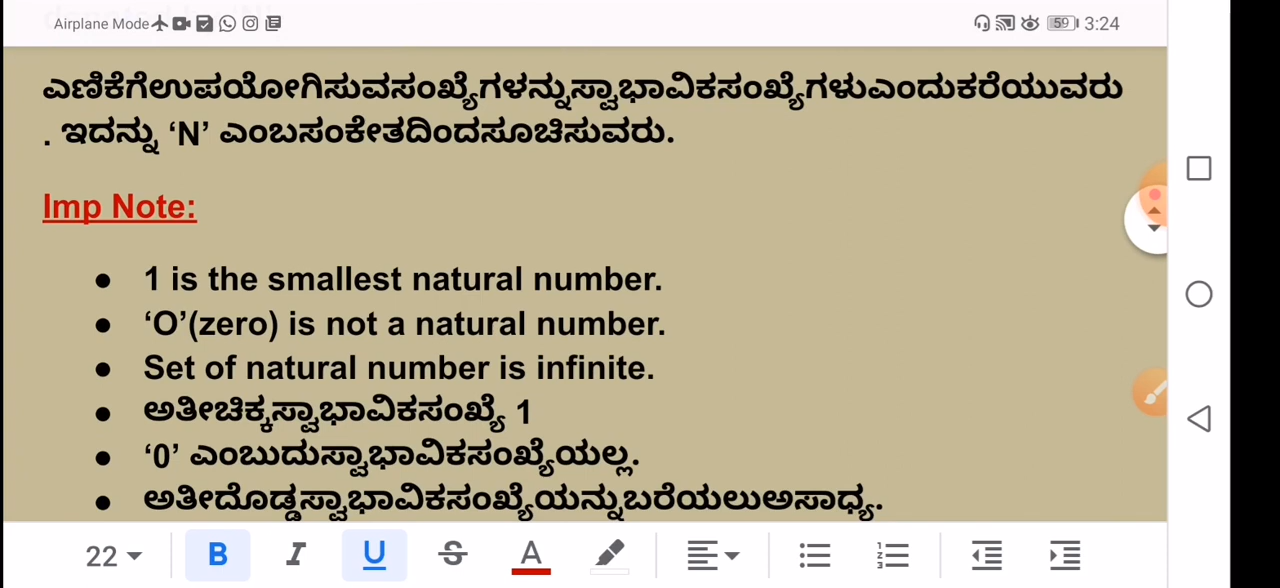 Airplane Mode 59 3:24
ಎಣಿಕೆಗೆಉಪಯೋಗಿಸುವಸಂಖ್ಯೆಗಳನ್ನುಸ್ವಾಭಾವಿಕಸಂಖ್ಯೆಗಳುಎಂದುಕರೆಯುವರು
. ಇದನ್ನು ‘N’ ಎಂಬಸಂಕೇತದಿಂದಸೂಚಿಸುವರು.
Imp Note:
● 1 is the smallest natural number.
● ‘O’(zero) is not a natural number.
● Set of natural number is infinite.
● ಅತೀಚಿಕ್ಕಸ್ವಾಭಾವಿಕಸಂಖ್ಯೆ 1
● ‘0’ ಎಂಬುದುಸ್ವಾಭಾವಿಕಸಂಖ್ಯೆಯಲ್ಲ.
● ಅತೀದೊಡ್ಡಸ್ವಾಭಾವಿಕಸಂಖ್ಯೆಯನ್ನುಬರೆಯಲುಅಸಾಧ್ಯ.
22 B I U S A